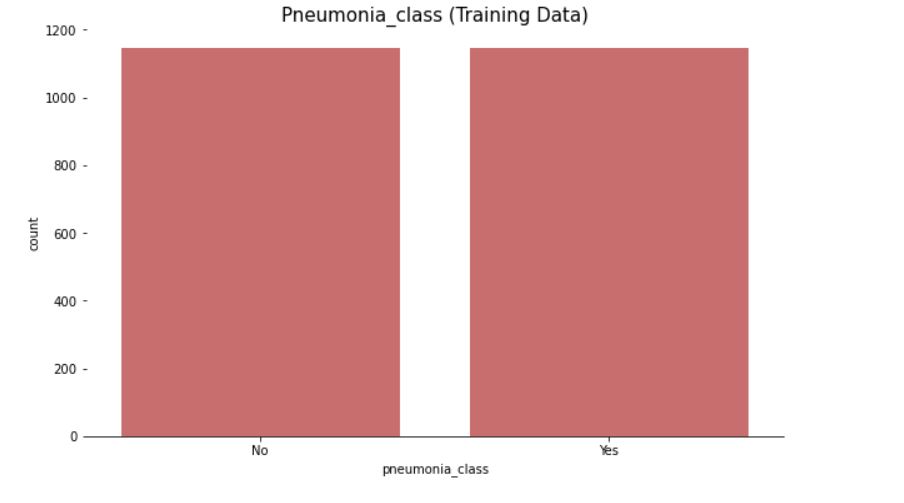 Pneumonia_class (Training Data)
1200
1000
800
600
400
200
0
count
No Yes
pneumonia_class